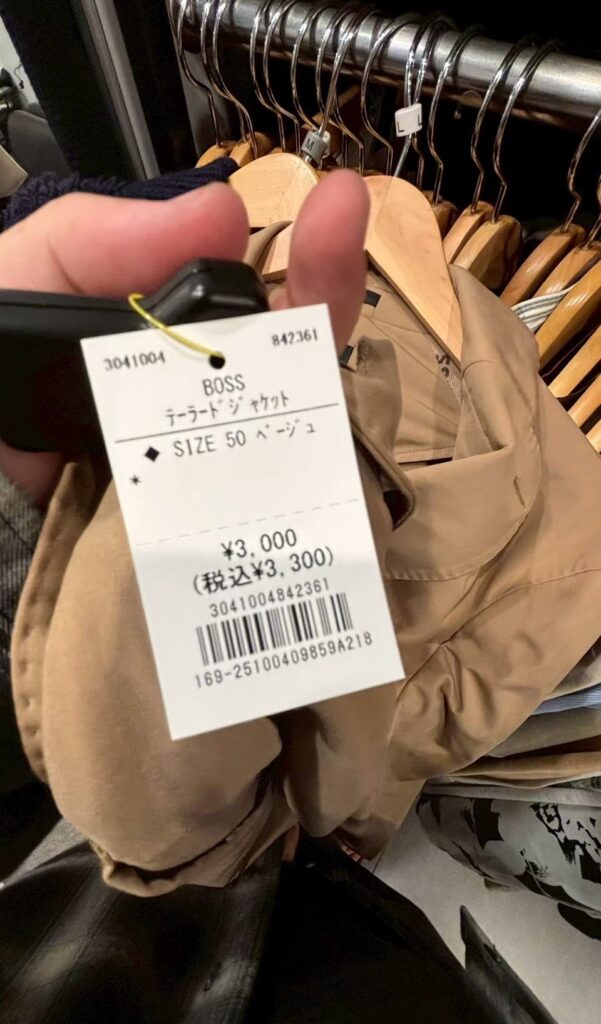 3041004 842361
BOSS
テーラードジャケット
◆ SIZE 50 ベージュ
*
¥3,000
(税込¥3,300)
3041004842361
169-25100409859A218